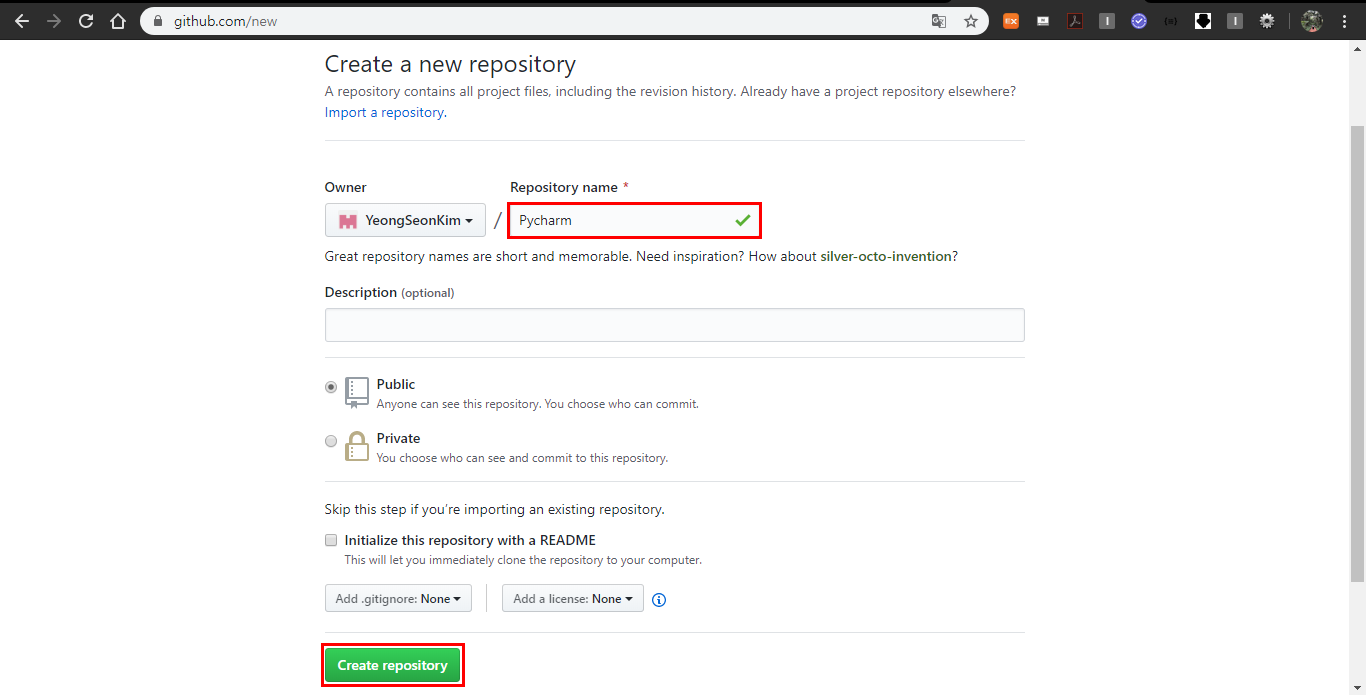 github.com/new
Create a new repository
A repository contains all project files, including the revision history. Already have a project repository elsewhere?
Import a repository.
Owner
Repository name *
YeongSeonKim
/
Pycharm
Great repository names are short and memorable. Need inspiration? How about silver-octo-invention?
Description (optional)
Public
Anyone can see this repository. You choose who can commit.
Private
You choose who can see and commit to this repository.
Skip this step if you’re importing an existing repository.
Initialize this repository with a README
This will let you immediately clone the repository to your computer.
Add .gitignore: None
Add a license: None
Create repository